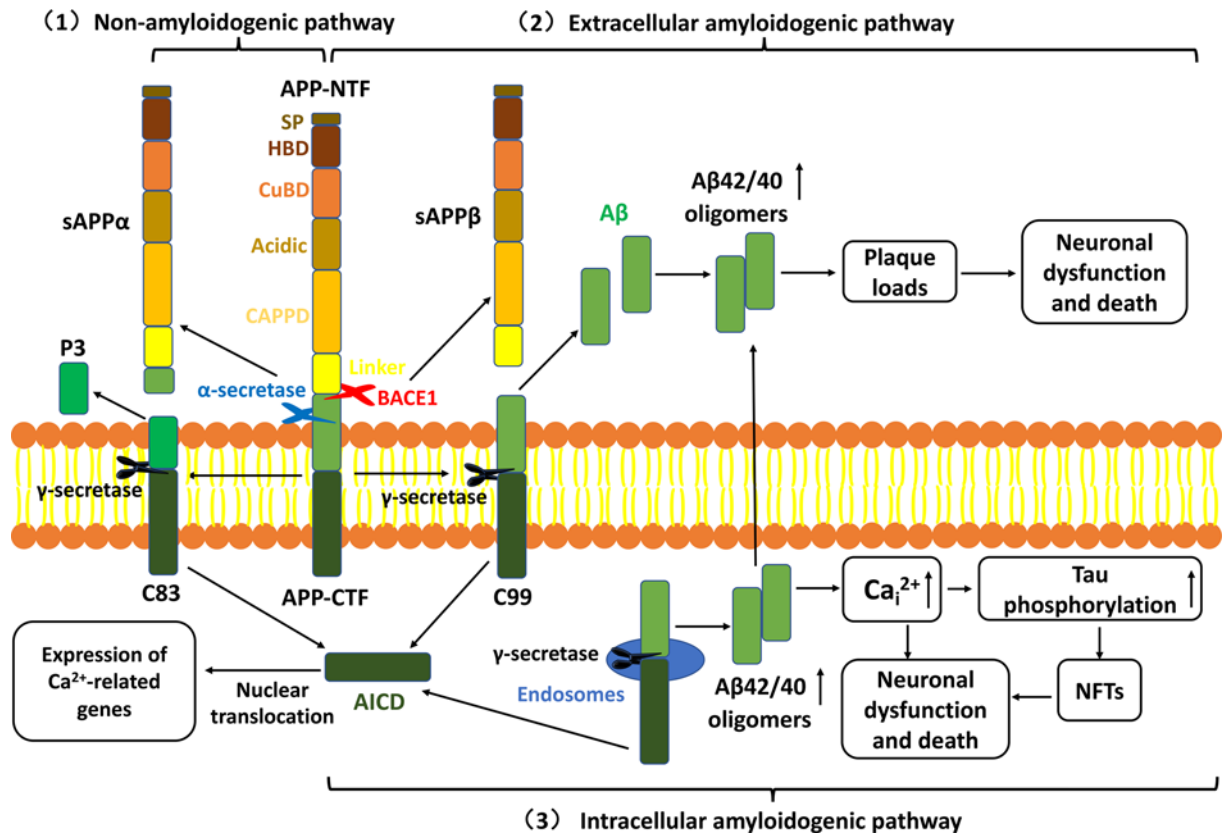 (1) Non-amyloidogenic pathway
(2) Extracellular amyloidogenic pathway
APP-NTF
SP
HBD
CuBD
Acidic
CAPPD
Linker
sAPPα
sAPPβ
P3
α-secretase
BACE1
Aβ
Aβ42/40
oligomers
Plaque
loads
Neuronal
dysfunction
and death
γ-secretase
γ-secretase
C83
APP-CTF
C99
Expression of
Ca²⁺-related
genes
Nuclear
translocation
AICD
γ-secretase
Endosomes
Aβ42/40
oligomers
Caᵢ²⁺
Tau
phosphorylation
Neuronal
dysfunction
and death
NFTs
(3) Intracellular amyloidogenic pathway